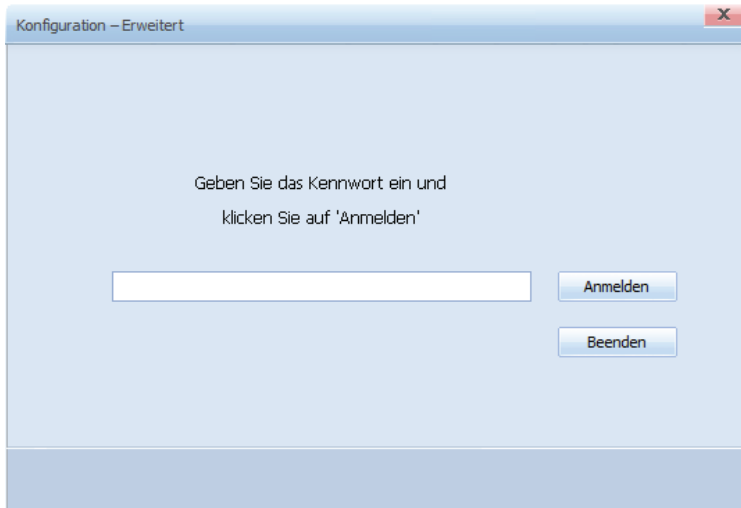 Konfiguration – Erweitert
X
Geben Sie das Kennwort ein und
klicken Sie auf 'Anmelden'
Anmelden
Beenden